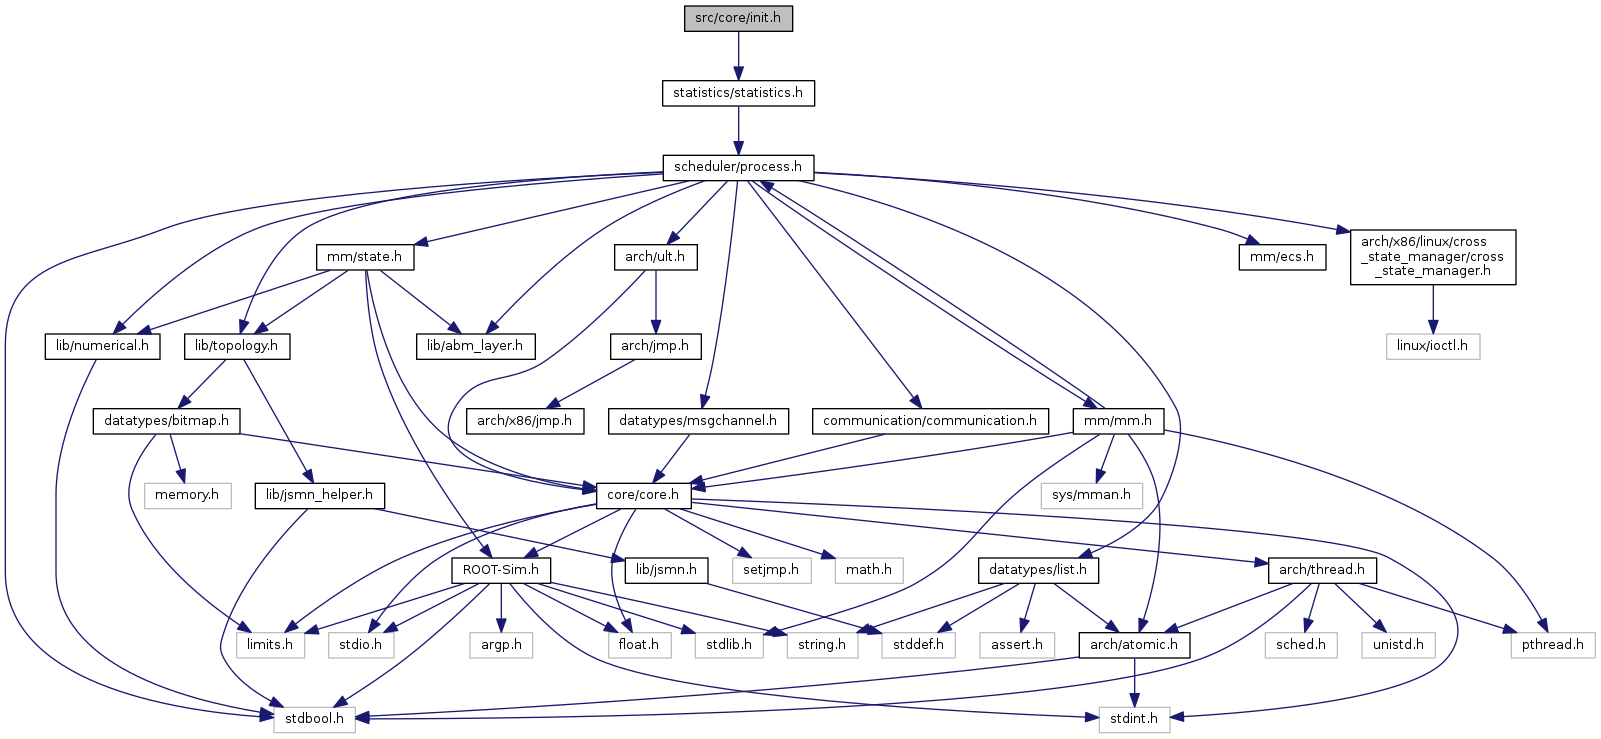 src/core/init.h
statistics/statistics.h
scheduler/process.h
mm/state.h
arch/ult.h
mm/ecs.h
arch/x86/linux/cross
_state_manager/cross
_state_manager.h
lib/numerical.h
lib/topology.h
lib/abm_layer.h
arch/jmp.h
linux/ioctl.h
datatypes/bitmap.h
arch/x86/jmp.h
datatypes/msgchannel.h
communication/communication.h
mm/mm.h
memory.h
lib/jsmn_helper.h
core/core.h
sys/mman.h
ROOT-Sim.h
lib/jsmn.h
setjmp.h
math.h
datatypes/list.h
arch/thread.h
limits.h
stdio.h
argp.h
float.h
stdlib.h
string.h
stddef.h
assert.h
arch/atomic.h
sched.h
unistd.h
pthread.h
stdbool.h
stdint.h